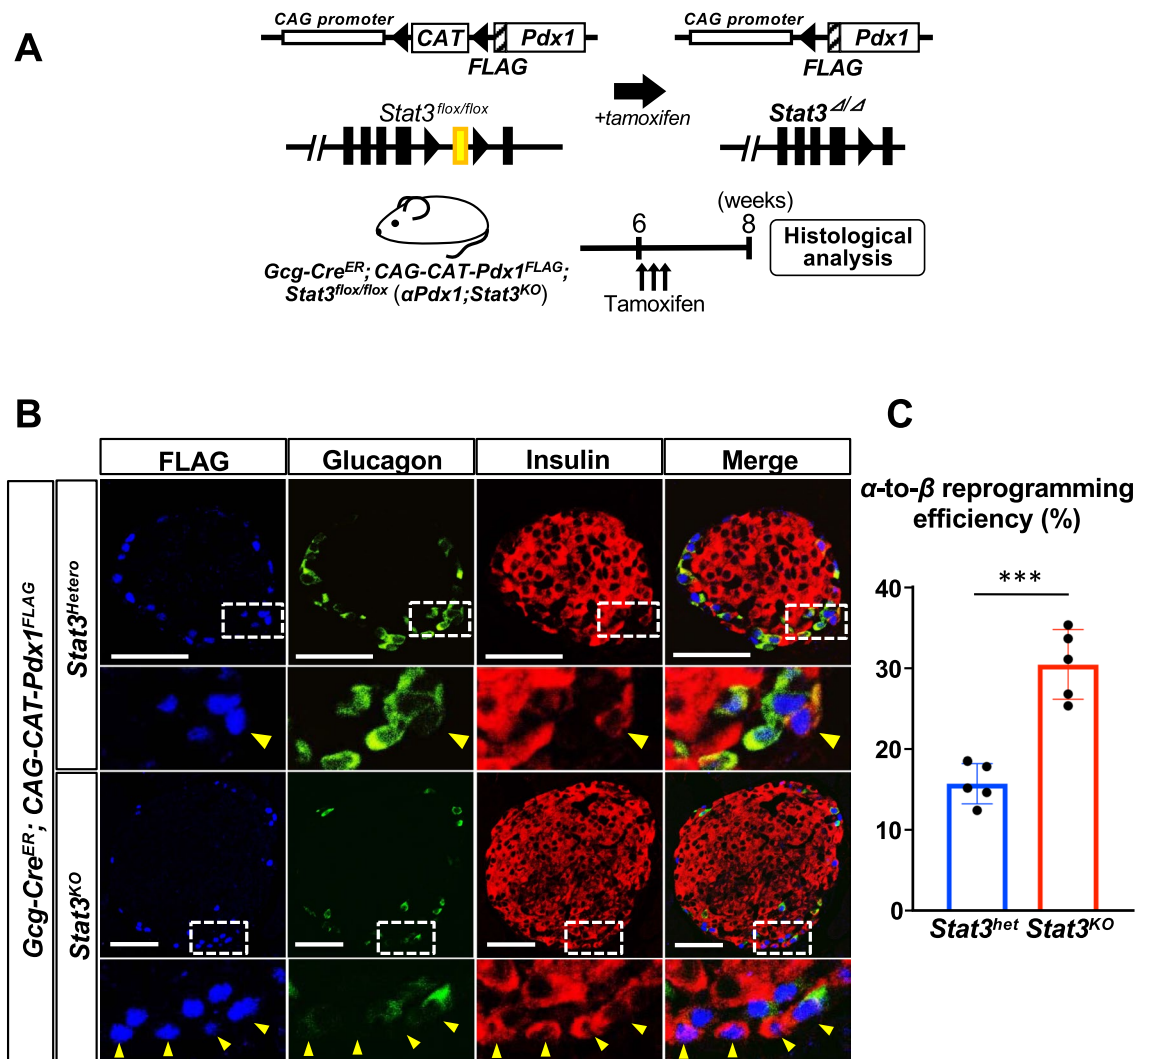 A
CAG promoter
CAT
Pdx1
FLAG
CAG promoter
Pdx1
FLAG
+tamoxifen
Stat3flox/flox
Stat3⊿/⊿
Gcg-CreER; CAG-CAT-Pdx1FLAG;
Stat3flox/flox (αPdx1;Stat3KO)
(weeks)
6
8
Tamoxifen
Histological
analysis
B
FLAG
Glucagon
Insulin
Merge
Gcg-CreER; CAG-CAT-Pdx1FLAG
Stat3Hetero
Stat3KO
C
α-to-β reprogramming
efficiency (%)
***
40
30
20
10
0
Stat3het
Stat3KO